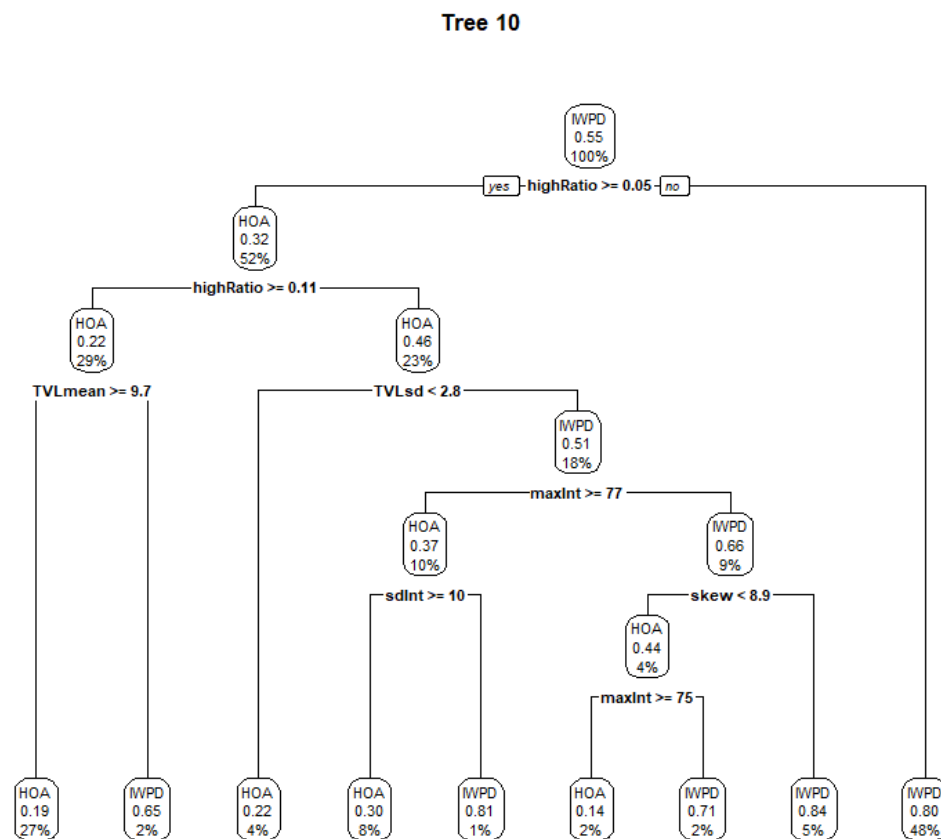 Tree 10
IWPD
0.55
100%
yes highRatio >= 0.05 no
HOA
0.32
52%
highRatio >= 0.11
HOA
0.22
29%
HOA
0.46
23%
TVLmean >= 9.7
TVLsd < 2.8
IWPD
0.51
18%
maxInt >= 77
HOA
0.37
10%
IWPD
0.66
9%
sdInt >= 10
skew < 8.9
HOA
0.44
4%
maxInt >= 75
HOA
0.19
27%
IWPD
0.65
2%
HOA
0.22
4%
HOA
0.30
8%
IWPD
0.81
1%
HOA
0.14
2%
IWPD
0.71
2%
IWPD
0.84
5%
IWPD
0.80
48%